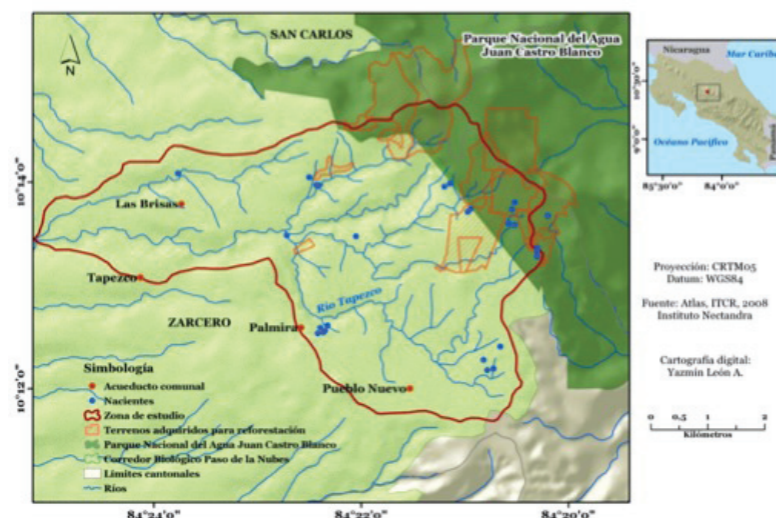 SAN CARLOS
Parque Nacional del Agua
Juan Castro Blanco
N
10°14'0"
10°12'0"
Las Brisas
Tapezco
ZARCERO
Palmira
Río Tapezco
Pueblo Nuevo
Simbología
Acueducto comunal
Nacientes
Zona de estudio
Terrenos adquiridos para reforestación
Parque Nacional del Agua Juan Castro Blanco
Corredor Biológico Paso de la Nubes
Límites cantonales
Ríos
84°24'0"
84°22'0"
84°20'0"
Nicaragua
Mar Caribe
Océano Pacífico
10°30'0"
9°0'0"
85°30'0"
84°0'0"
Proyección: CRTM05
Datum: WGS84
Fuente: Atlas, ITCR, 2008
Instituto Nectandra
Cartografía digital:
Yazmín León A.
0 0,5 1 2
Kilómetros